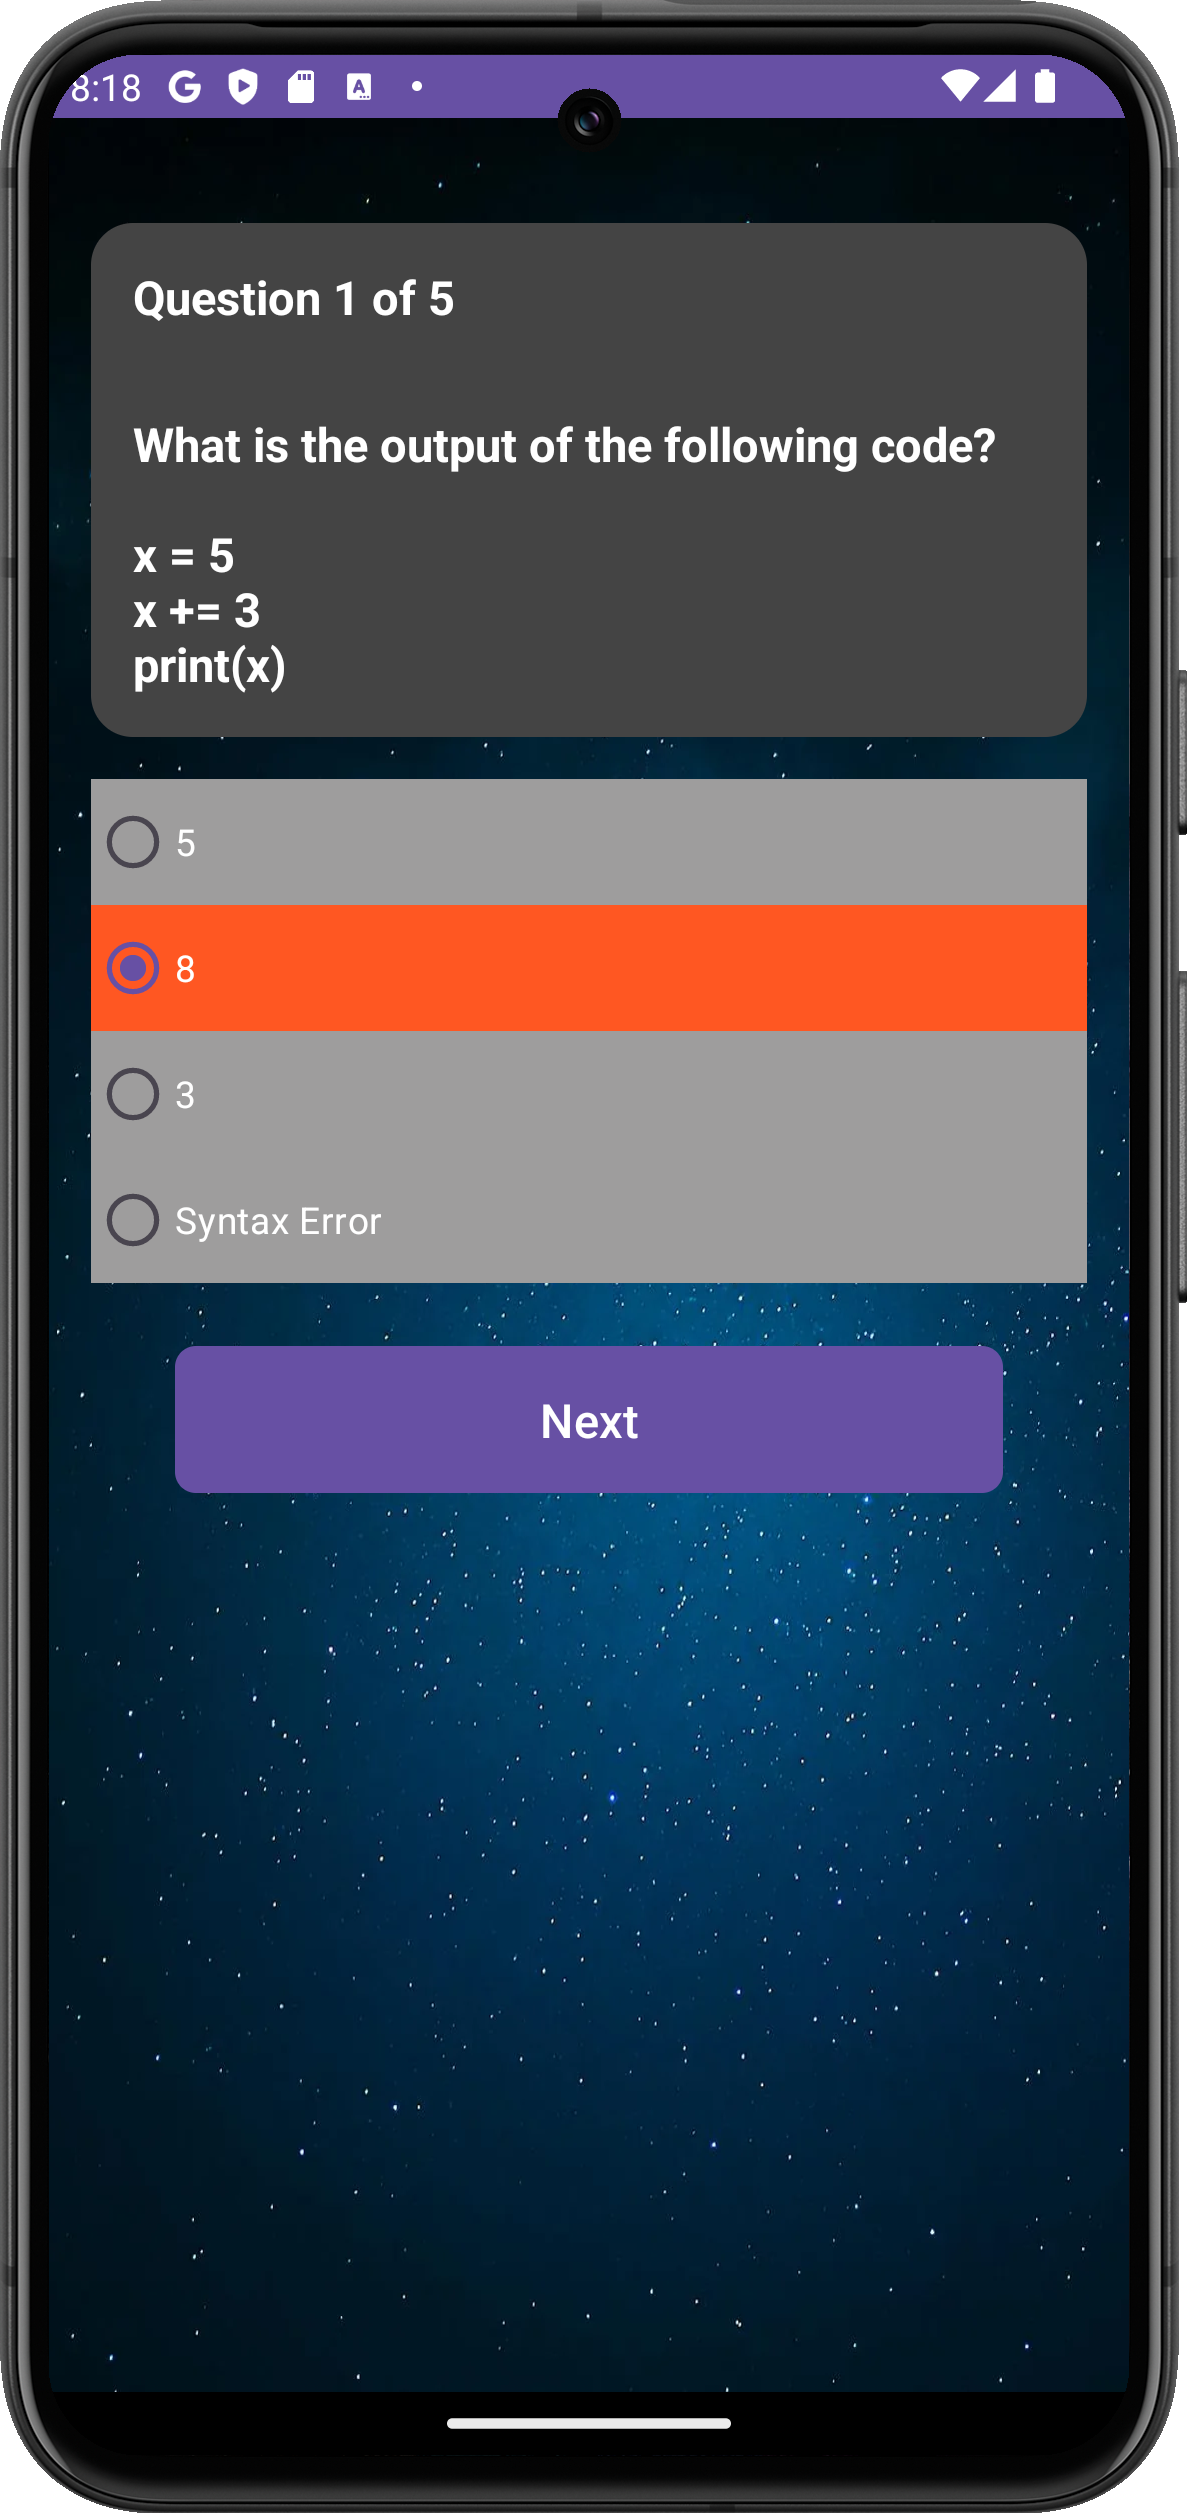 8:18
Question 1 of 5
What is the output of the following code?
x = 5
x += 3
print(x)
5
8
3
Syntax Error
Next